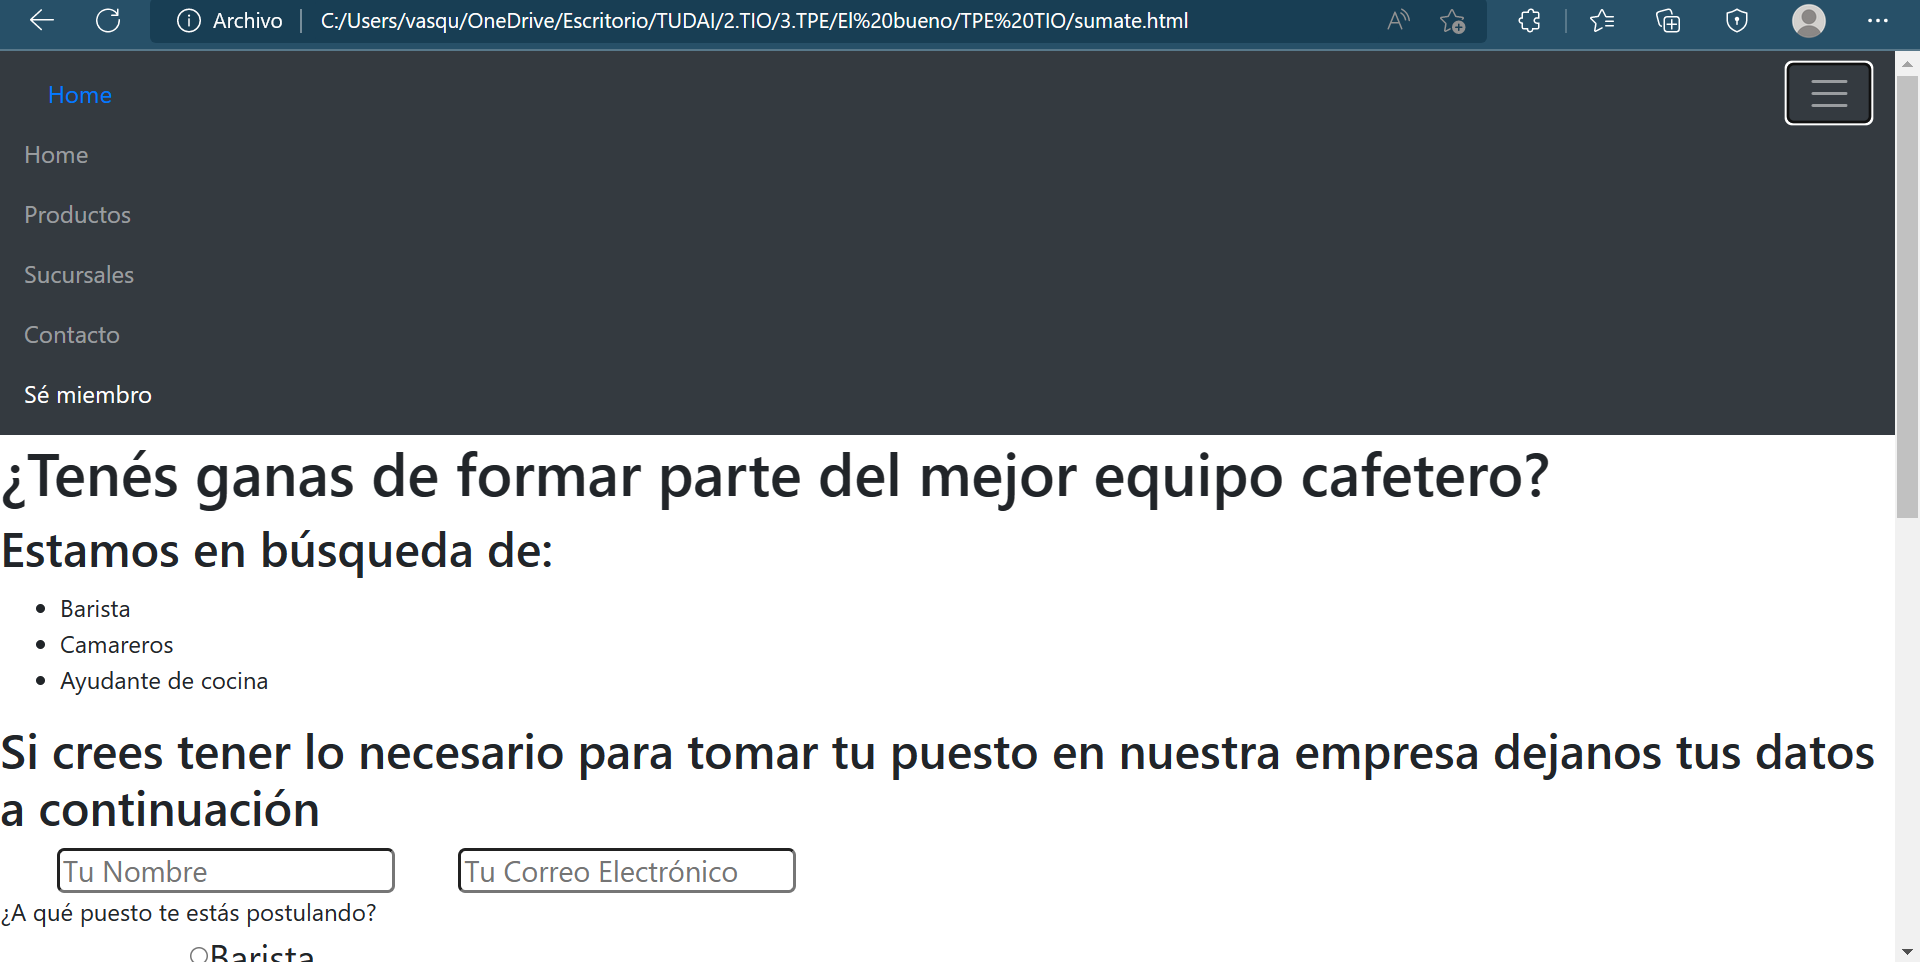 Archivo C:/Users/vasqu/OneDrive/Escritorio/TUDAI/2.TIO/3.TPE/El%20bueno/TPE%20TIO/sumate.html
Home
Home
Productos
Sucursales
Contacto
Sé miembro
¿Tenés ganas de formar parte del mejor equipo cafetero?
Estamos en búsqueda de:
Barista
Camareros
Ayudante de cocina
Si crees tener lo necesario para tomar tu puesto en nuestra empresa dejanos tus datos
a continuación
Tu Nombre Tu Correo Electrónico
¿A qué puesto te estás postulando?
Barista